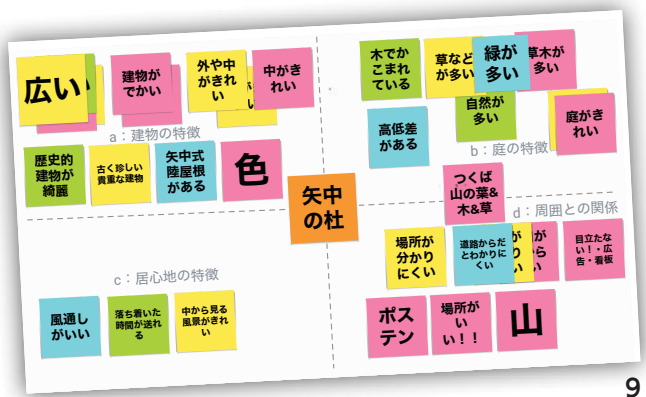 広い
建物が
でかい
外や中
がきれ
い
中がき
れい
a：建物の特徴
歴史的
建物が
綺麗
古く珍しい
貴重な建物
矢中式
陸屋根
がある
色
木でか
こまれ
ている
草など
が多い
緑が
多い
草木が
多い
高低差
がある
自然が
多い
庭がき
れい
b：庭の特徴
つくば
山の葉&
木&草
矢中
の杜
d：周囲との関係
場所が
分かり
にくい
道路からだ
とわかりに
くい
目立たな
い！・広
告・看板
ポス
テン
場所が
い
い！！
山
c：居心地の特徴
風通し
がいい
落ち着いた
時間が送れ
る
中から見る
風景がきれ
い
9